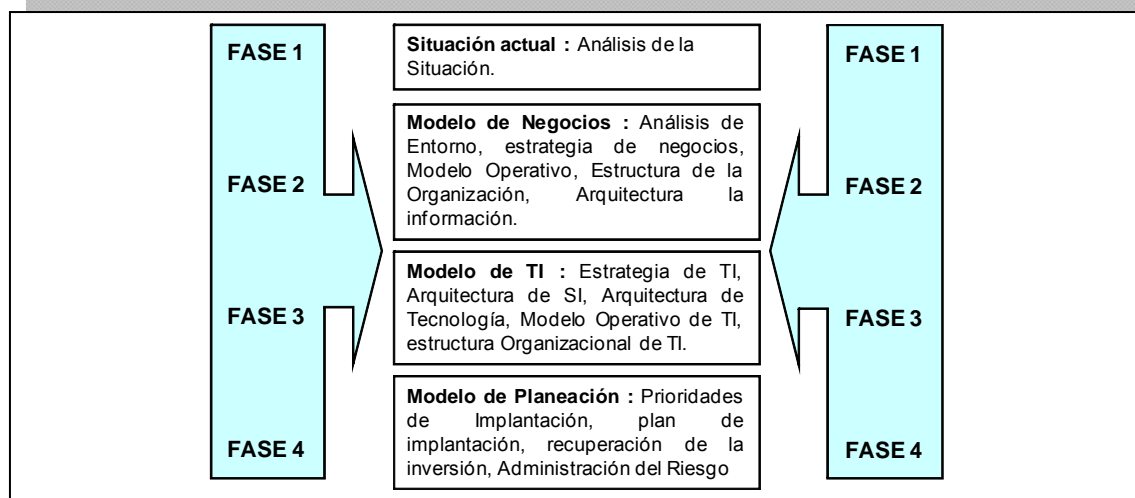 FASE 1
FASE 2
FASE 3
FASE 4
Situación actual : Análisis de la
Situación.
Modelo de Negocios : Análisis de
Entorno, estrategia de negocios,
Modelo Operativo, Estructura de la
Organización, Arquitectura la
información.
Modelo de TI : Estrategia de TI,
Arquitectura de SI, Arquitectura de
Tecnología, Modelo Operativo de TI,
estructura Organizacional de TI.
Modelo de Planeación : Prioridades
de Implantación, plan de
implantación, recuperación de la
inversión, Administración del Riesgo
FASE 1
FASE 2
FASE 3
FASE 4